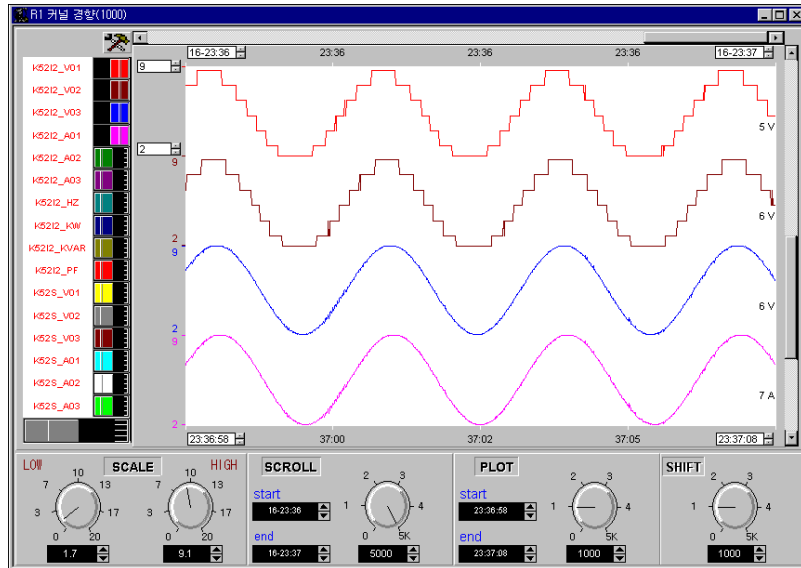 R1 커널 경향(1000)
16-23:36 23:36 23:36 23:36 16-23:37
K52I2_V01
K52I2_V02
K52I2_V03
K52I2_A01
K52I2_A02
K52I2_A03
K52I2_HZ
K52I2_KW
K52I2_KVAR
K52I2_PF
K52S_V01
K52S_V02
K52S_V03
K52S_A01
K52S_A02
K52S_A03
9
5 V
2
9
6 V
2
9
6 V
2
9
7 A
2
23:36:58 37:00 37:02 37:05 23:37:08
LOW SCALE HIGH
0 3 7 10 13 17 20
1.7
0 3 7 10 13 17 20
9.1
SCROLL
start
16-23:36
end
16-23:37
0 1 2 3 4 5K
5000
PLOT
start
23:36:58
end
23:37:08
0 1 2 3 4 5K
1000
SHIFT
0 1 2 3 4 5K
1000